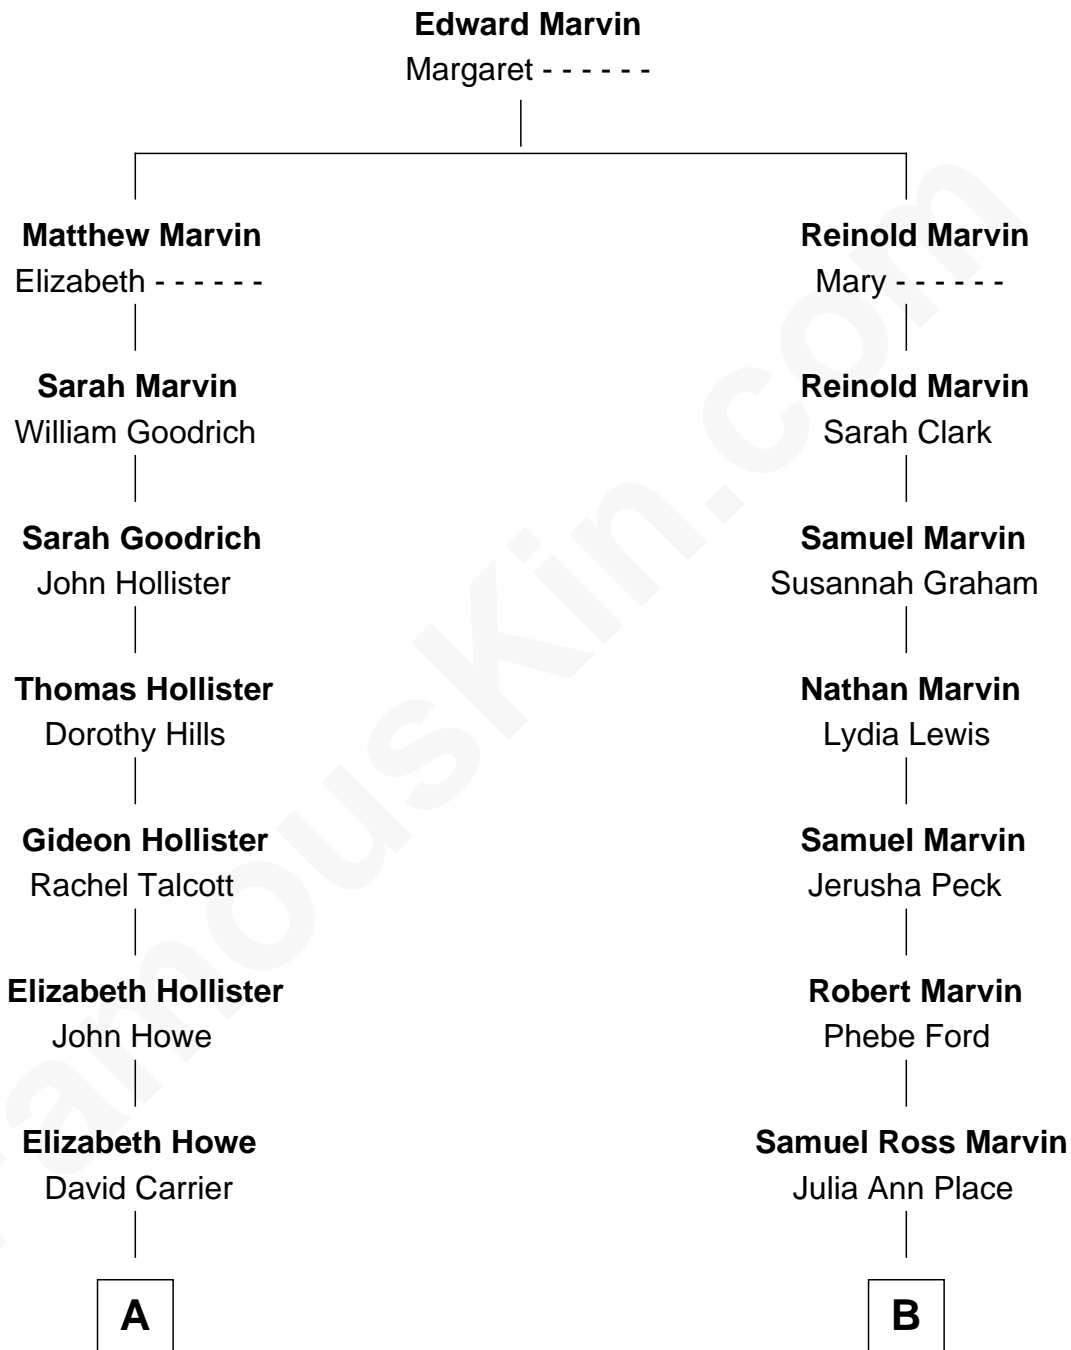 Edward Marvin
Margaret - - - - - -
Matthew Marvin
Elizabeth - - - - - -
Reinold Marvin
Mary - - - - - -
Sarah Marvin
William Goodrich
Reinold Marvin
Sarah Clark
Sarah Goodrich
John Hollister
Samuel Marvin
Susannah Graham
Thomas Hollister
Dorothy Hills
Nathan Marvin
Lydia Lewis
Gideon Hollister
Rachel Talcott
Samuel Marvin
Jerusha Peck
Elizabeth Hollister
John Howe
Robert Marvin
Phebe Ford
Elizabeth Howe
David Carrier
Samuel Ross Marvin
Julia Ann Place
A
B
FamousKin.com